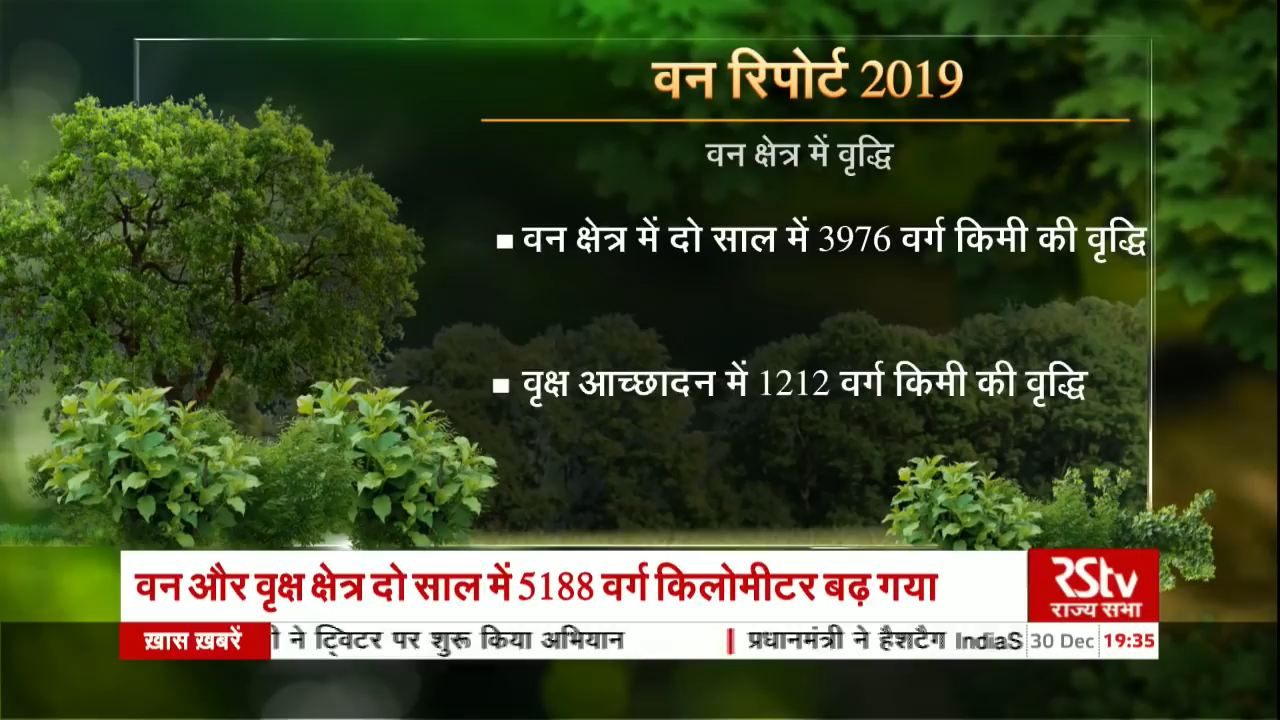 वन रिपोर्ट 2019
वन क्षेत्र में वृद्धि
▪ वन क्षेत्र में दो साल में 3976 वर्ग किमी की वृद्धि
▪ वृक्ष आच्छादन में 1212 वर्ग किमी की वृद्धि
वन और वृक्ष क्षेत्र दो साल में 5188 वर्ग किलोमीटर बढ़ गया
RStv
राज्य सभा
ख़ास ख़बरें ने ट्विटर पर शुरू किया अभियान | प्रधानमंत्री ने हैशटैग IndiaS 30 Dec 19:35